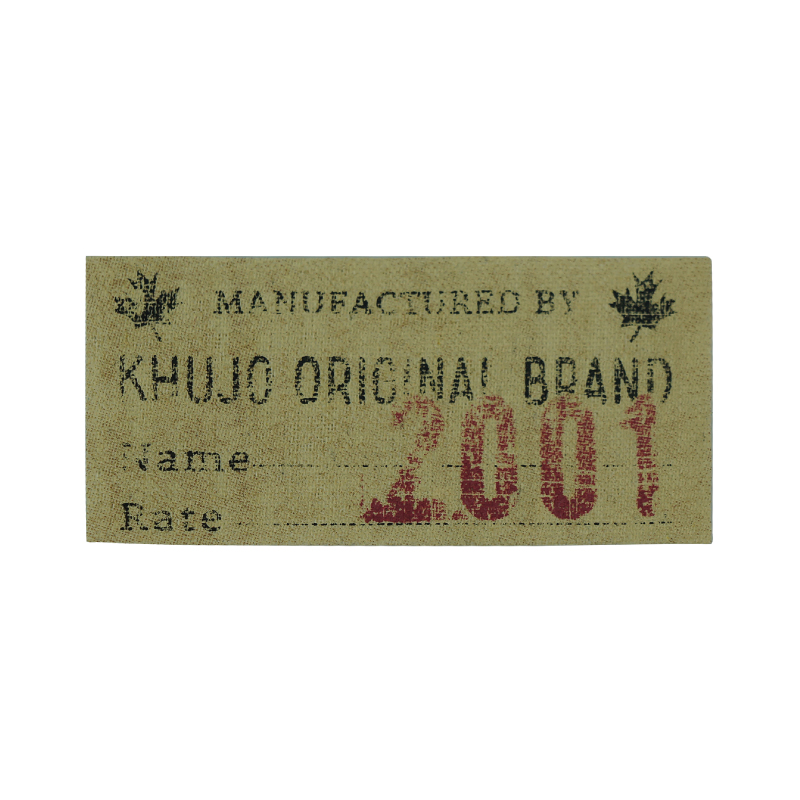 MANUFACTURED BY
KHUJO ORIGINAL BRAND
2001
Name
Rate